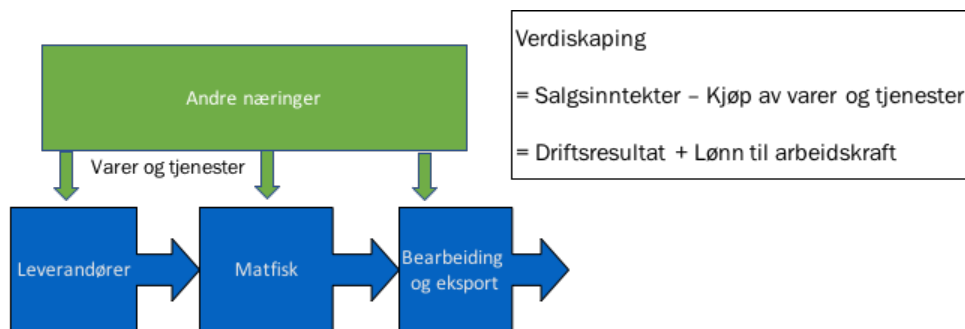 Andre næringer
Varer og tjenester
Leverandører
Matfisk
Bearbeiding
og eksport
Verdiskaping
= Salgsinntekter – Kjøp av varer og tjenester
= Driftsresultat + Lønn til arbeidskraft